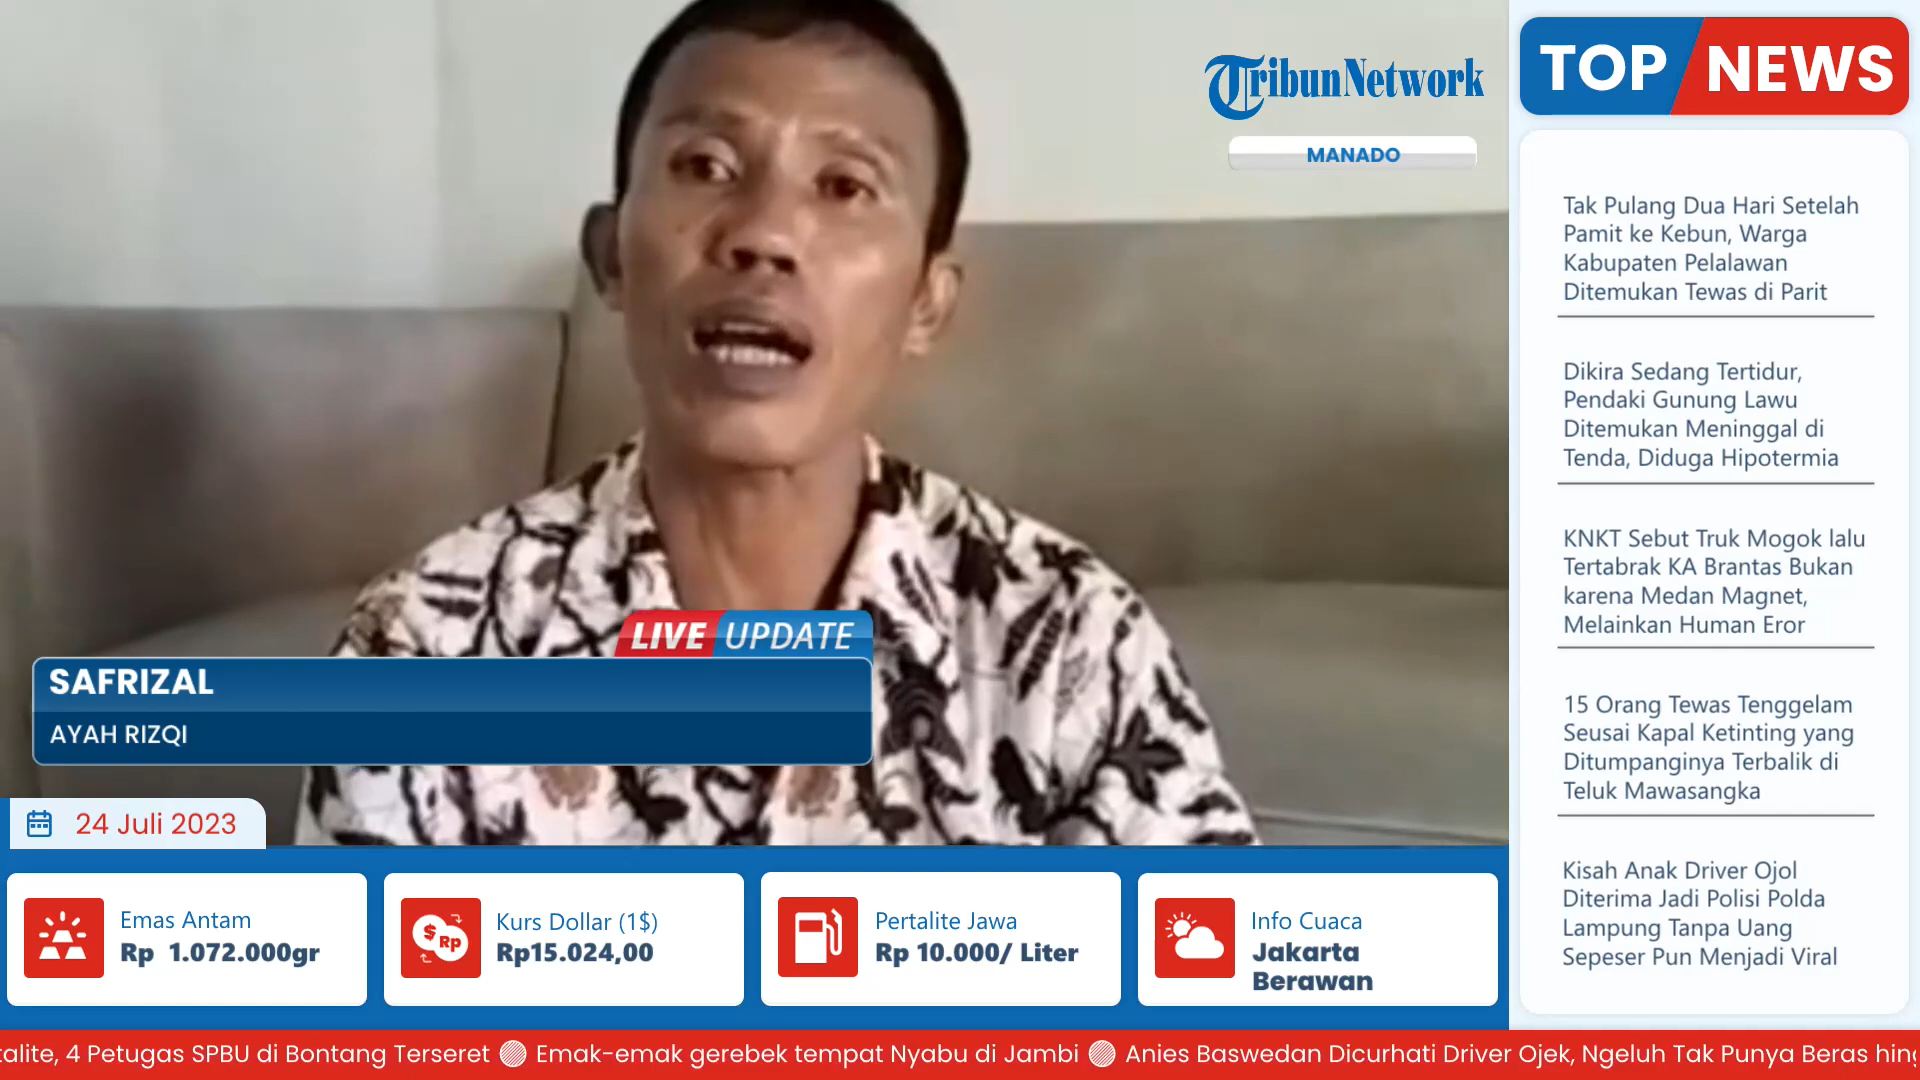 TribunNetwork
MANADO
LIVE UPDATE
SAFRIZAL
AYAH RIZQI
24 Juli 2023
Emas Antam
Rp 1.072.000gr
Kurs Dollar (1$)
Rp15.024,00
Pertalite Jawa
Rp 10.000/ Liter
Info Cuaca
Jakarta
Berawan
TOP NEWS
Tak Pulang Dua Hari Setelah
Pamit ke Kebun, Warga
Kabupaten Pelalawan
Ditemukan Tewas di Parit
Dikira Sedang Tertidur,
Pendaki Gunung Lawu
Ditemukan Meninggal di
Tenda, Diduga Hipotermia
KNKT Sebut Truk Mogok lalu
Tertabrak KA Brantas Bukan
karena Medan Magnet,
Melainkan Human Eror
15 Orang Tewas Tenggelam
Seusai Kapal Ketinting yang
Ditumpanginya Terbalik di
Teluk Mawasangka
Kisah Anak Driver Ojol
Diterima Jadi Polisi Polda
Lampung Tanpa Uang
Sepeser Pun Menjadi Viral
talite, 4 Petugas SPBU di Bontang Terseret Emak-emak gerebek tempat Nyabu di Jambi Anies Baswedan Dicurhati Driver Ojek, Ngeluh Tak Punya Beras hing